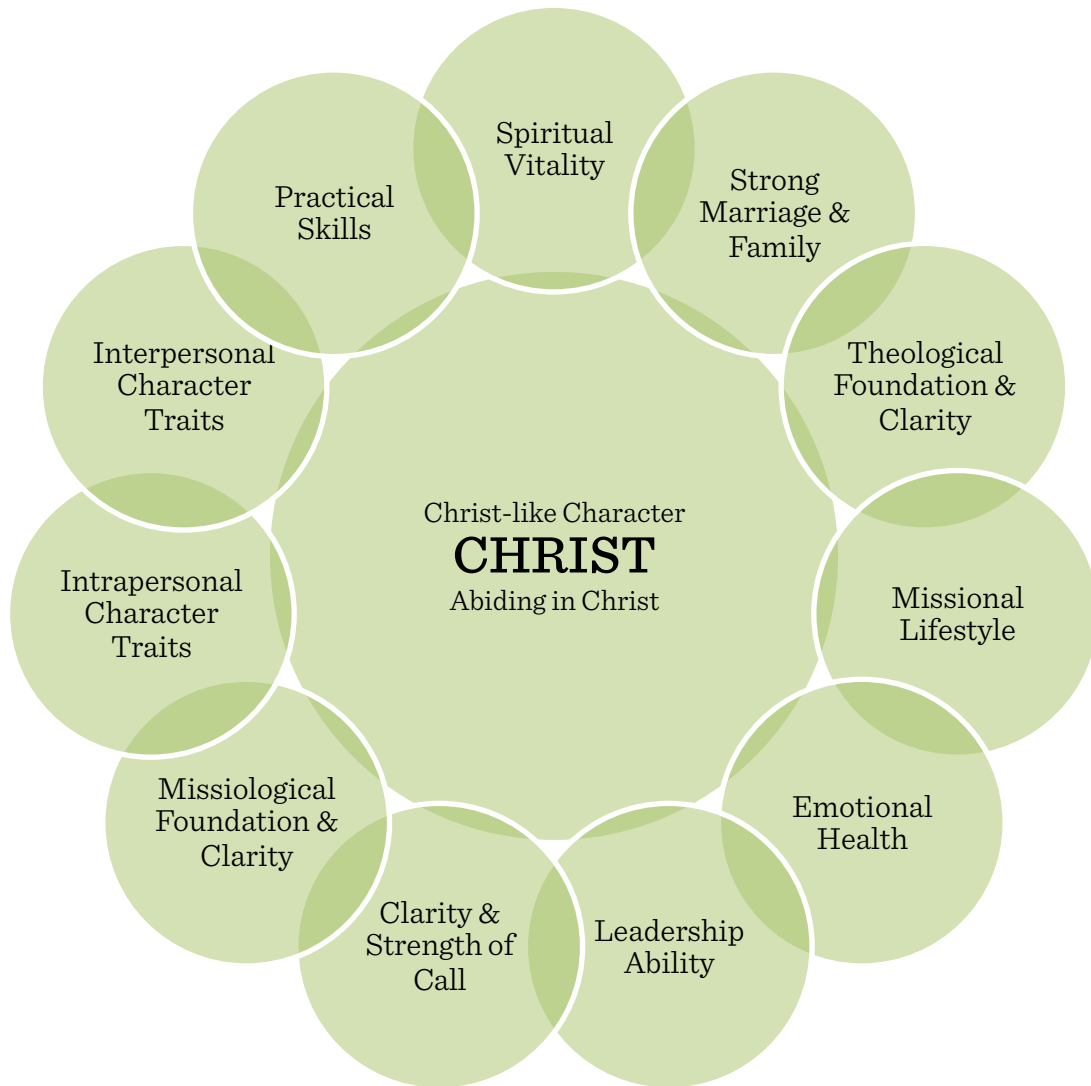 Spiritual
Vitality
Strong
Marriage &
Family
Theological
Foundation &
Clarity
Missional
Lifestyle
Emotional
Health
Leadership
Ability
Clarity &
Strength of
Call
Missiological
Foundation &
Clarity
Intrapersonal
Character
Traits
Interpersonal
Character
Traits
Practical
Skills
Christ-like Character
CHRIST
Abiding in Christ